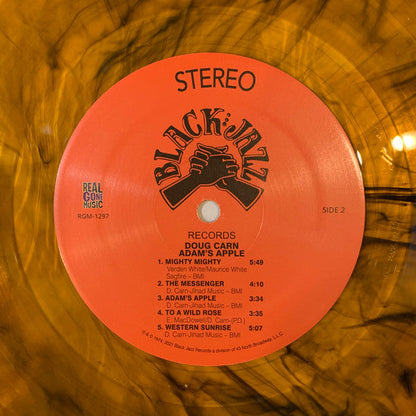 STEREO
BLACK JAZZ
REAL
GONE
MUSIC
RGM-1297
SIDE 2
RECORDS
DOUG CARN
ADAM'S APPLE
1. MIGHTY MIGHTY 5:49
Verden White/Maurice White
Sagfire – BMI
2. THE MESSENGER 4:10
D. Carn-Jihad Music – BMI
3. ADAM'S APPLE 3:34
D. Carn-Jihad Music – BMI
4. TO A WILD ROSE 3:35
E. MacDowell/D. Carn-(P.D.)
5. WESTERN SUNRISE 5:07
D. Carn-Jihad Music – BMI
℗ & © 1974, 2021 Black Jazz Records a division of 43 North Broadway, L.L.C.